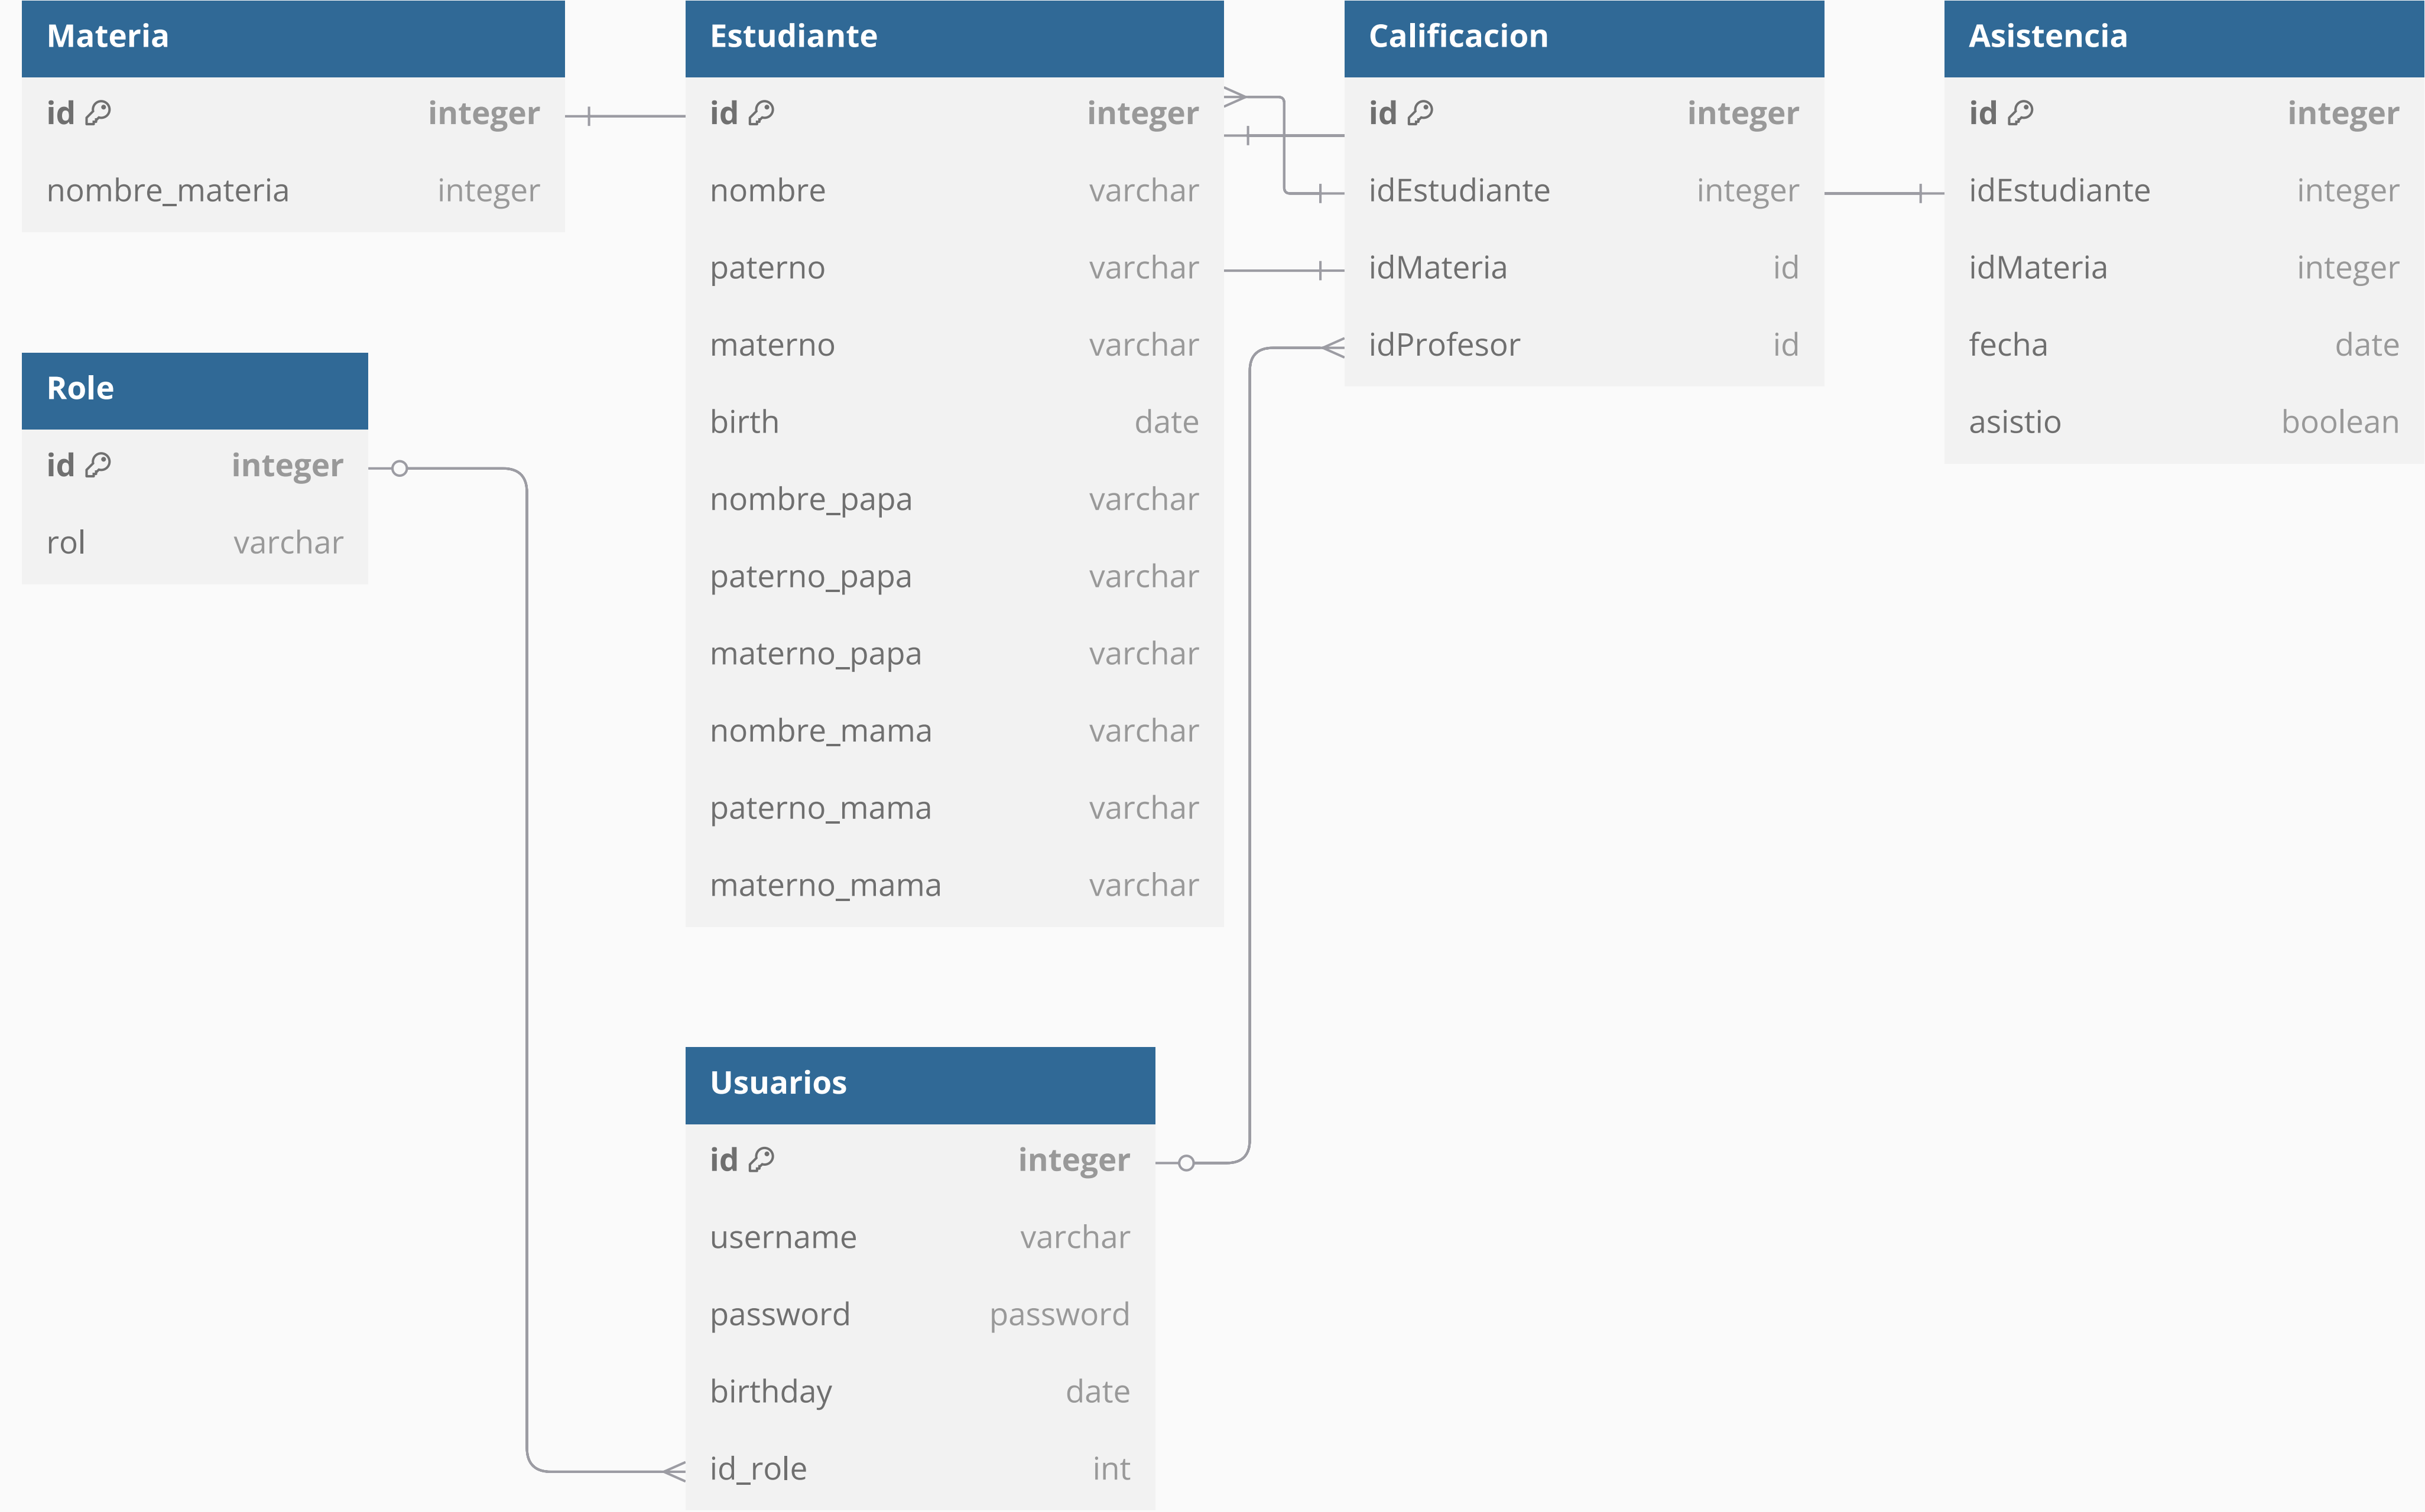 Materia
id integer
nombre_materia integer
Estudiante
id integer
nombre varchar
paterno varchar
materno varchar
birth date
nombre_papa varchar
paterno_papa varchar
materno_papa varchar
nombre_mama varchar
paterno_mama varchar
materno_mama varchar
Calificacion
id integer
idEstudiante integer
idMateria id
idProfesor id
Asistencia
id integer
idEstudiante integer
idMateria integer
fecha date
asistio boolean
Role
id integer
rol varchar
Usuarios
id integer
username varchar
password password
birthday date
id_role int